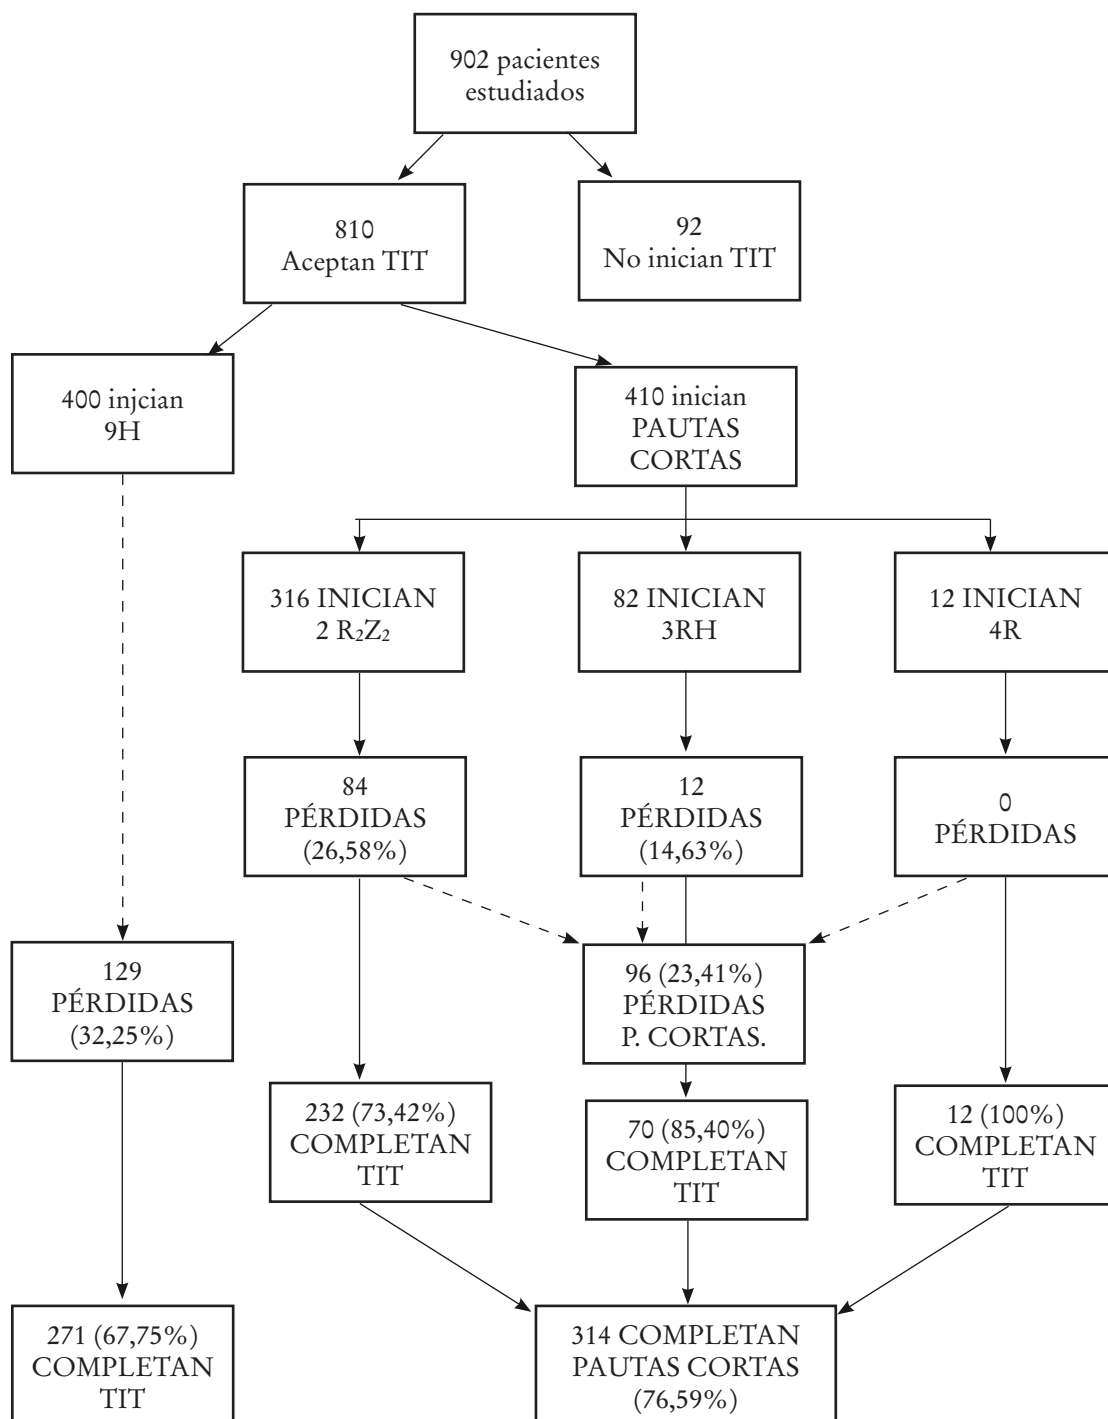 902 pacientes
estudiados
810
Aceptan TIT
92
No inician TIT
400 injcian
9H
410 inician
PAUTAS
CORTAS
316 INICIAN
2 R₂Z₂
82 INICIAN
3RH
12 INICIAN
4R
84
PÉRDIDAS
(26,58%)
12
PÉRDIDAS
(14,63%)
0
PÉRDIDAS
129
PÉRDIDAS
(32,25%)
96 (23,41%)
PÉRDIDAS
P. CORTAS.
232 (73,42%)
COMPLETAN
TIT
70 (85,40%)
COMPLETAN
TIT
12 (100%)
COMPLETAN
TIT
271 (67,75%)
COMPLETAN
TIT
314 COMPLETAN
PAUTAS CORTAS
(76,59%)